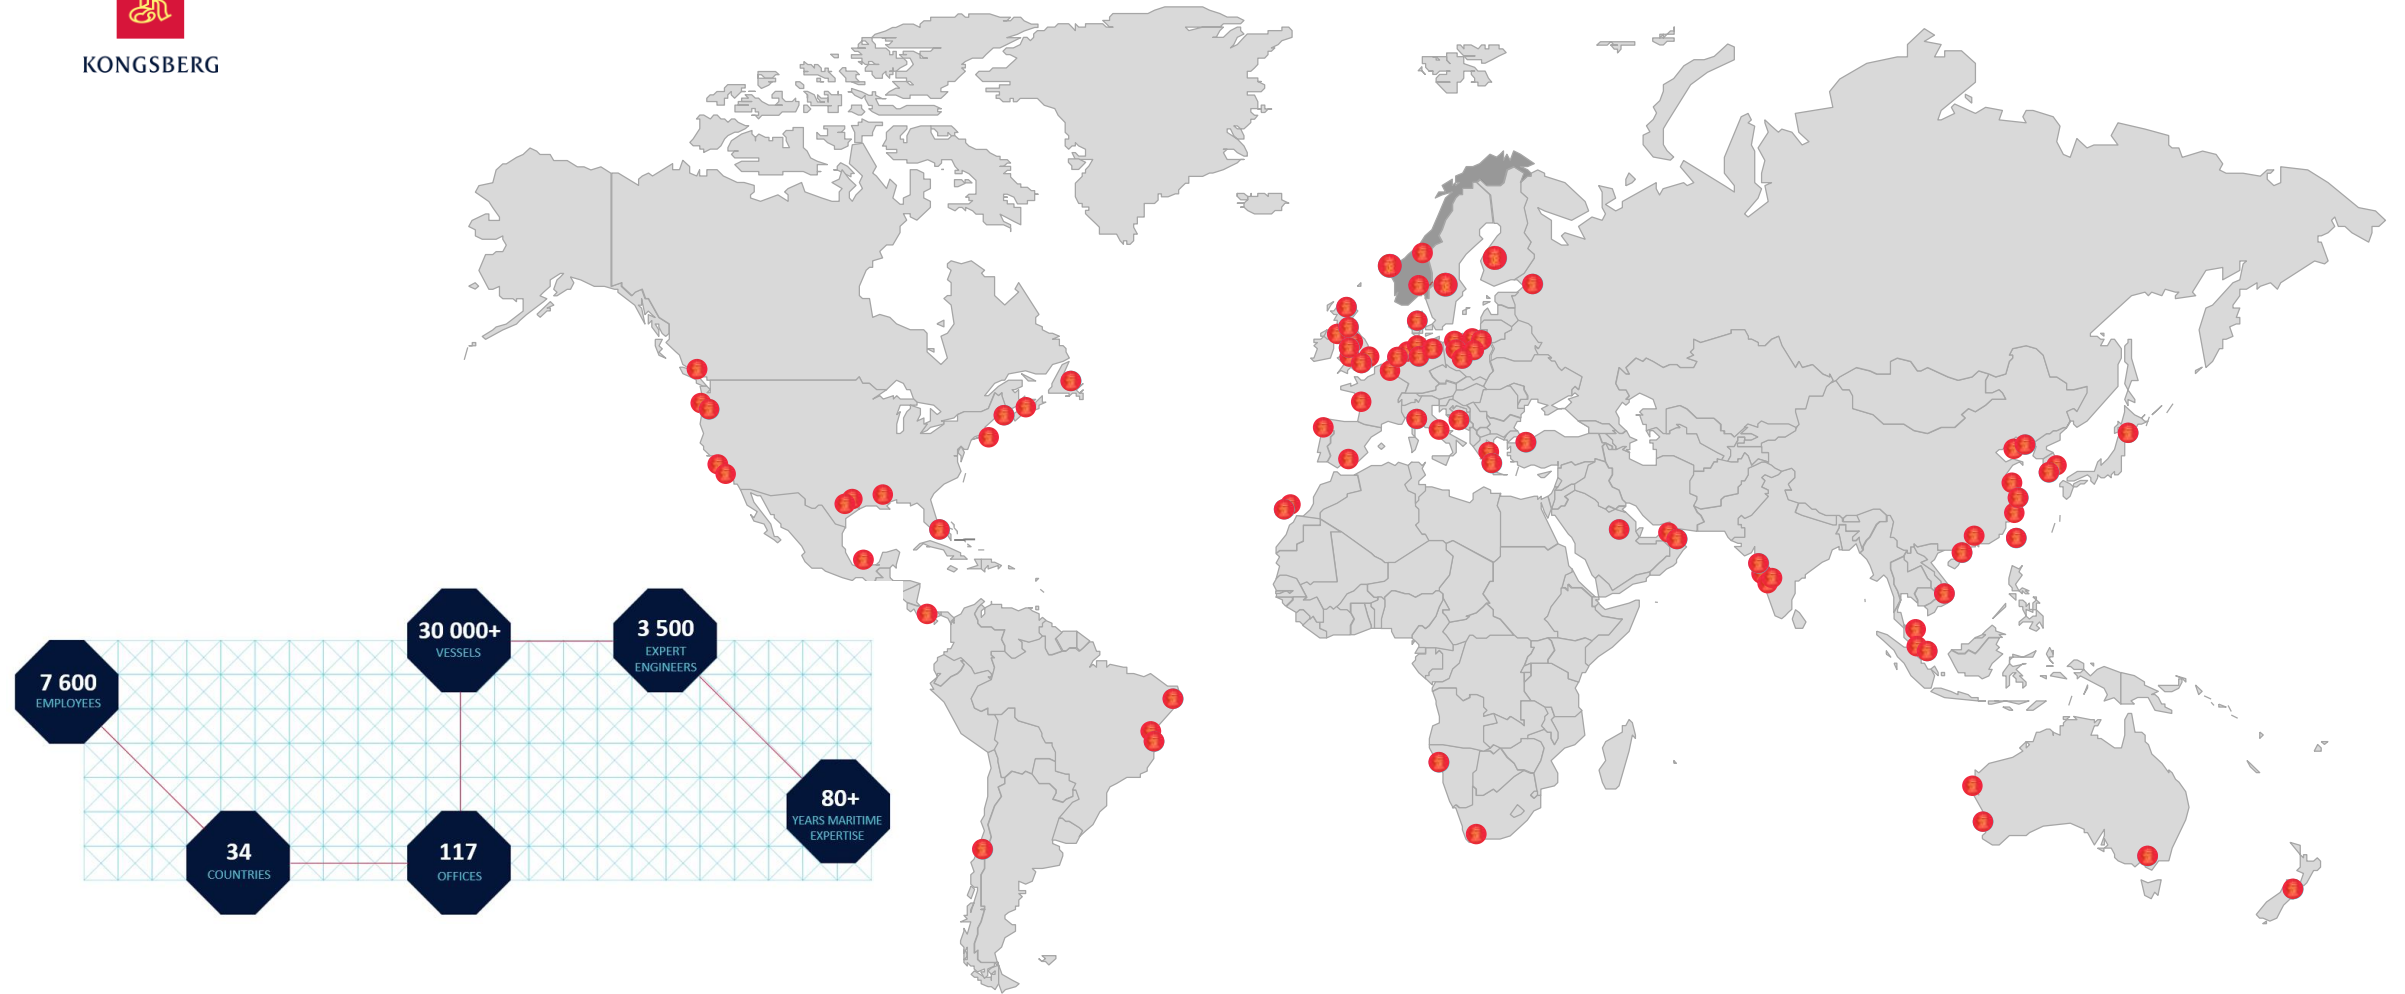 KONGSBERG
30 000+
VESSELS
3 500
EXPERT
ENGINEERS
7 600
EMPLOYEES
80+
YEARS MARITIME
EXPERTISE
34
COUNTRIES
117
OFFICES